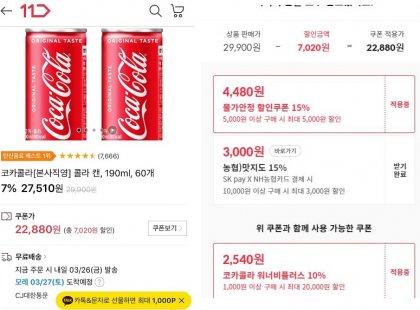 11
ORIGINAL TASTE
ORIGINAL TASTE
Coca-Cola
Coca-Cola
탄산음료 베스트 1위 ★★★★★ (7,666)
코카콜라[본사직영] 콜라 캔, 190ml, 60개
7% 27,510원 29,900원
쿠폰가
22,880원 (총 7,020원 할인)
쿠폰보기 >
무료배송 >
지금 주문 시 내일 03/26(금) 발송
모레 03/27(토) 도착예정
CJ대한통운
카톡&문자로 선물하면 최대 1,000P ×
상품 판매가 할인금액 쿠폰 적용가
29,900원 - 7,020원 = 22,880원
4,480원
물가안정 할인쿠폰 15%
5,000원 이상 구매 시 최대 5,000원 할인
적용중
3,000원 바로가기
농협)맛지도 15%
SK pay X NH농협카드 결제 시
10,000원 이상 구매 시 최대 3,000원 할인
받기완료
위 쿠폰과 함께 사용 가능한 쿠폰
2,540원
코카콜라 워너비플러스 10%
1,000원 이상 구매 시 최대 20,000원 할인
적용중